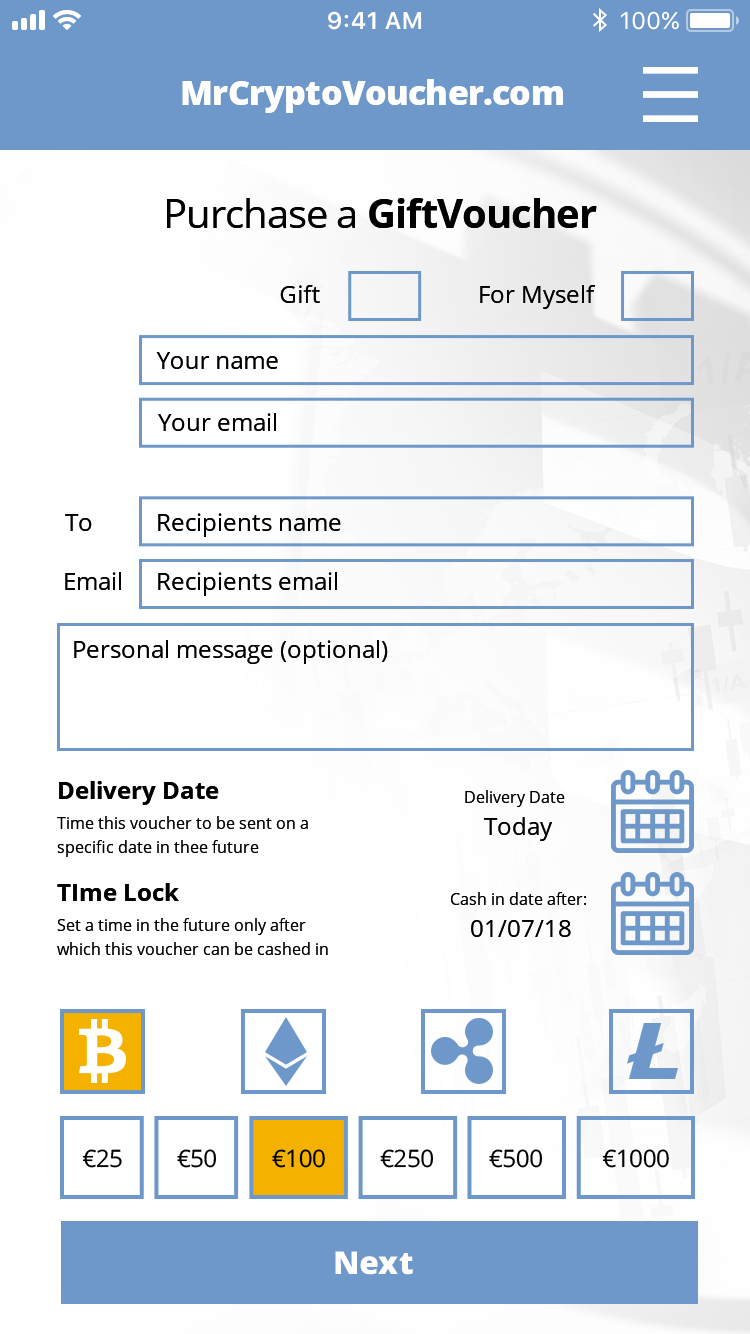 9:41 AM 100%
MrCryptoVoucher.com
Purchase a GiftVoucher
Gift For Myself
Your name
Your email
To Recipients name
Email Recipients email
Personal message (optional)
Delivery Date
Time this voucher to be sent on a
specific date in thee future
Delivery Date
Today
TIme Lock
Set a time in the future only after
which this voucher can be cashed in
Cash in date after:
01/07/18
€25 €50 €100 €250 €500 €1000
Next